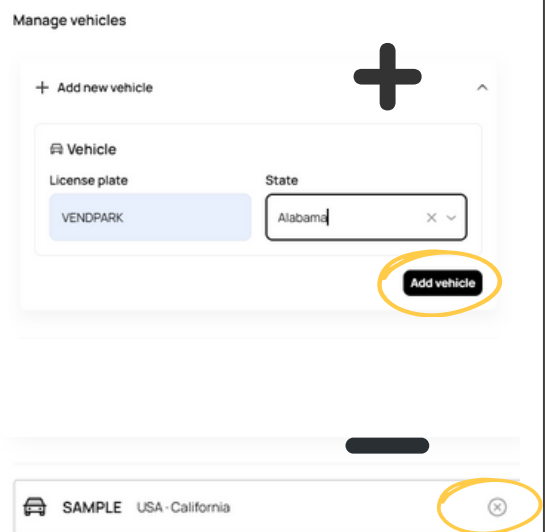 Manage vehicles
+ Add new vehicle
Vehicle
License plate State
VENDPARK Alabama
Add vehicle
SAMPLE USA - California